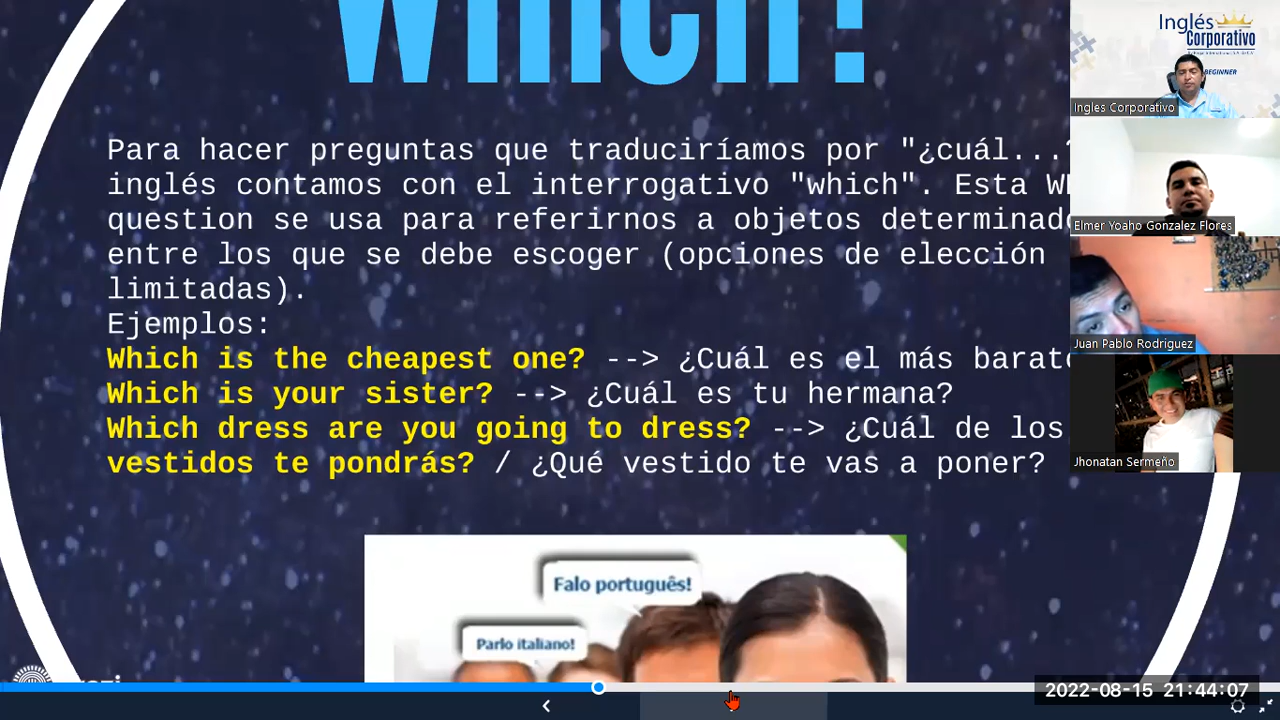 Which?
Para hacer preguntas que traduciríamos por "¿cuál...?
inglés contamos con el interrogativo "which". Esta
question se usa para referirnos a objetos
entre los que se debe escoger (opciones de elección
limitadas).
Ejemplos:
Which is the cheapest one? --> ¿Cuál es el más
Which is your sister? --> ¿Cuál es tu hermana?
Which dress are you going to dress? --> ¿Cuál de los
vestidos te pondrás? / ¿Qué vestido te vas a poner?
Falo português!
Parlo italiano!
Inglés
Corporativo
BEGINNER
Ingles Corporativo
Elmer Yoaho Gonzalez Flores
Juan Pablo Rodriguez
Jhonatan Sermeño
2022-08-15 21:44:07